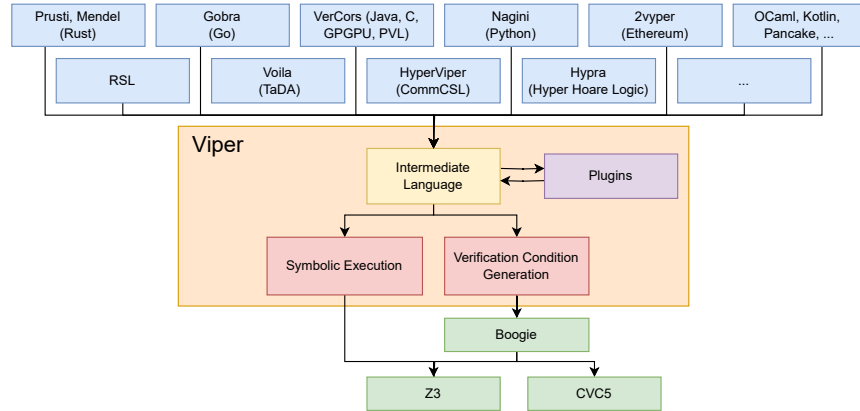 Prusti, Mendel
(Rust)
Gobra
(Go)
VerCors (Java, C,
GPGPU, PVL)
Nagini
(Python)
2vyper
(Ethereum)
OCaml, Kotlin,
Pancake, ...
RSL
Voila
(TaDA)
HyperViper
(CommCSL)
Hypra
(Hyper Hoare Logic)
...
Viper
Intermediate
Language
Plugins
Symbolic Execution
Verification Condition
Generation
Boogie
Z3
CVC5